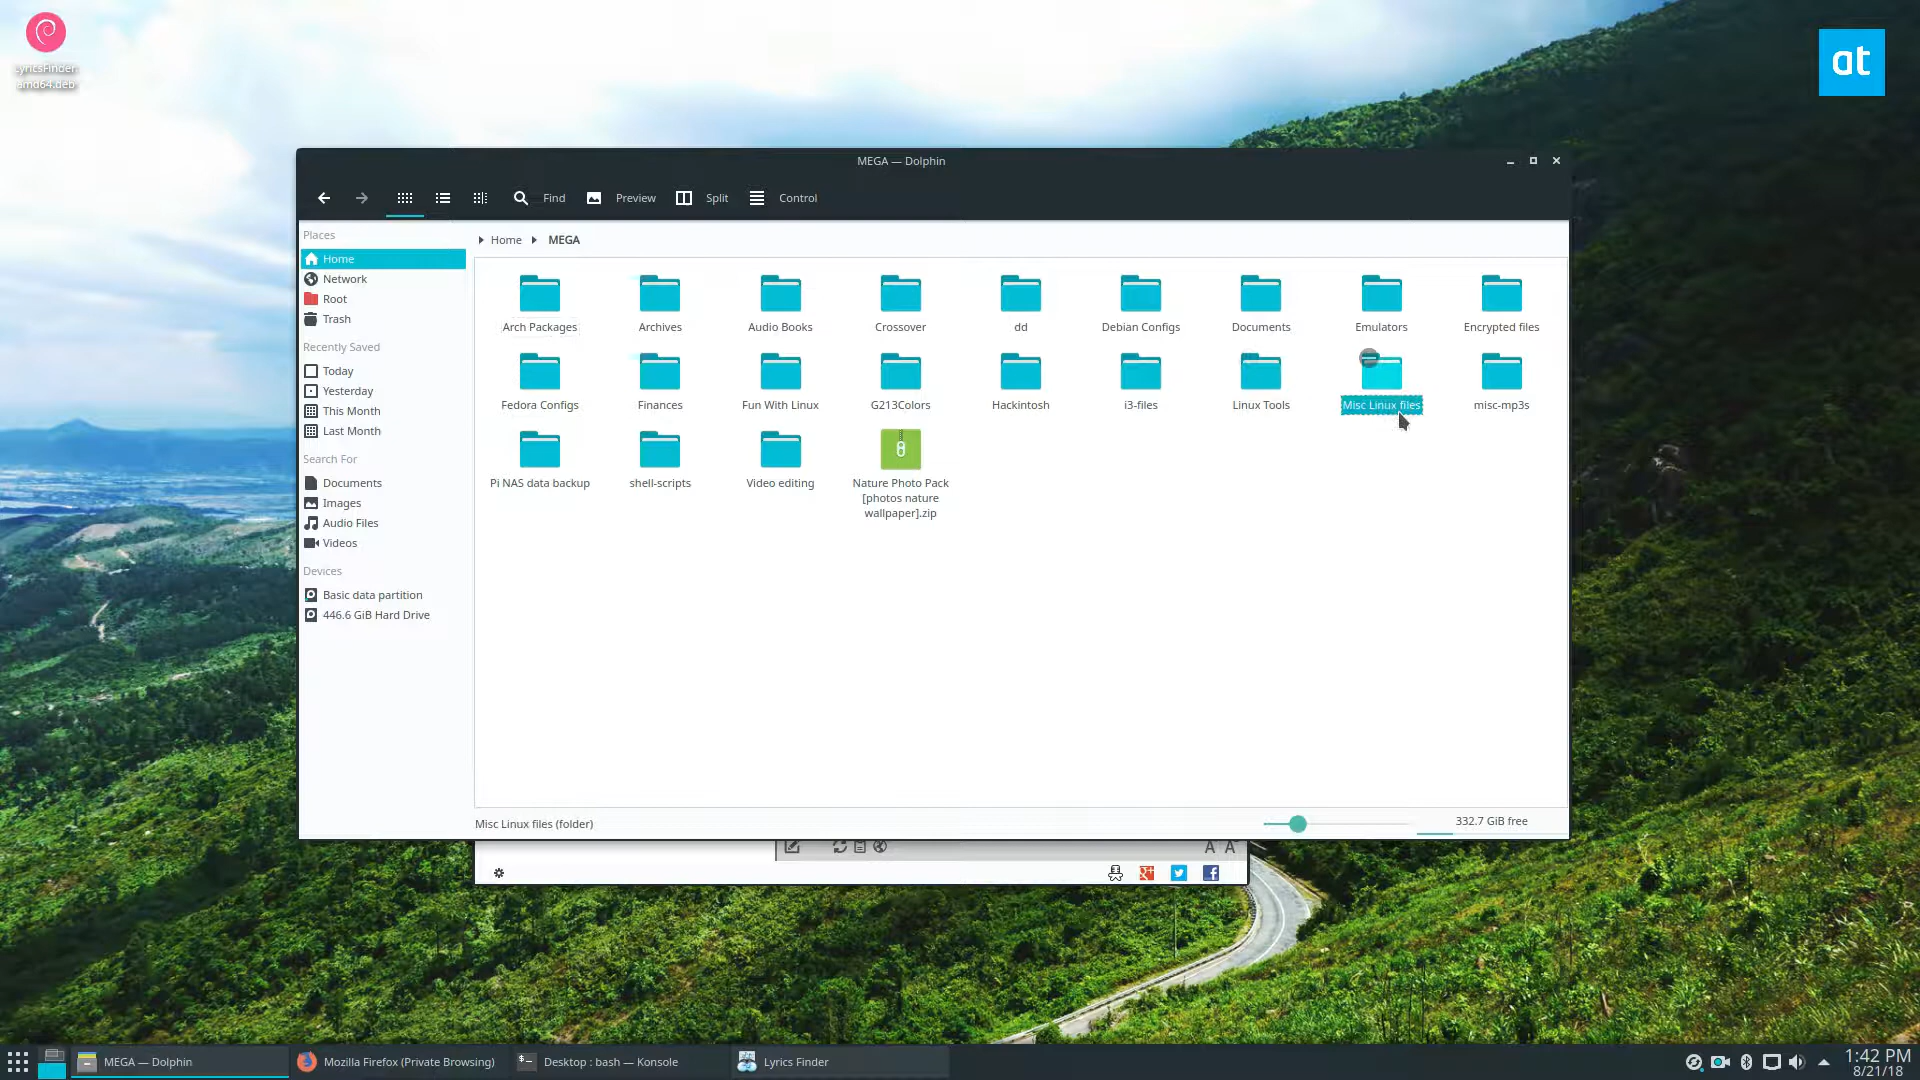 LyricsFinder-
amd64.deb
at
MEGA — Dolphin
Find
Preview
Split
Control
Places
Home
Network
Root
Trash
Recently Saved
Today
Yesterday
This Month
Last Month
Search For
Documents
Images
Audio Files
Videos
Devices
Basic data partition
446.6 GiB Hard Drive
Home
MEGA
Arch Packages
Archives
Audio Books
Crossover
dd
Debian Configs
Documents
Emulators
Encrypted files
Fedora Configs
Finances
Fun With Linux
G213Colors
Hackintosh
i3-files
Linux Tools
Misc Linux files
misc-mp3s
Pi NAS data backup
shell-scripts
Video editing
Nature Photo Pack
[photos nature
wallpaper].zip
Misc Linux files (folder)
332.7 GiB free
MEGA — Dolphin
Mozilla Firefox (Private Browsing)
Desktop : bash — Konsole
Lyrics Finder
1:42 PM
8/21/18